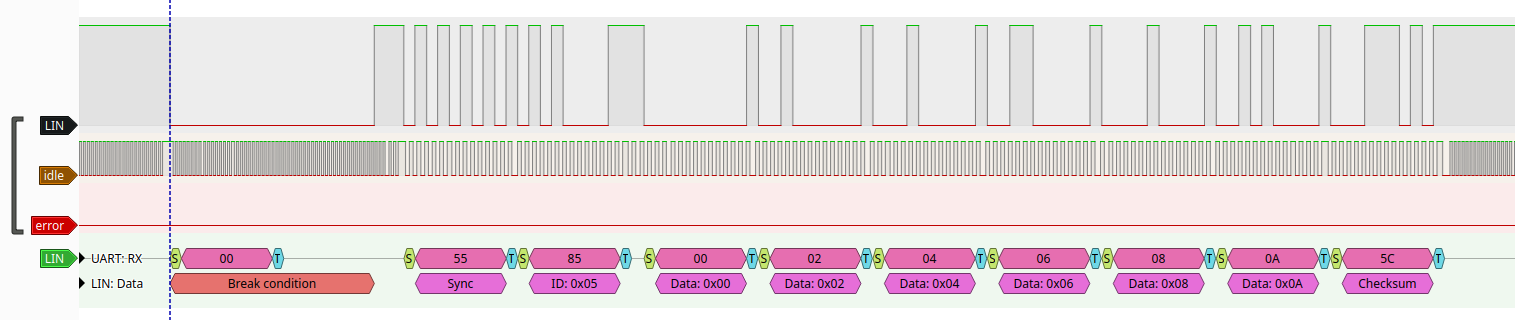 LIN
idle
error
LIN UART: RX S 00 T S 55 T S 85 T S 00 T S 02 T S 04 T S 06 T S 08 T S 0A T S 5C T
LIN: Data Break condition Sync ID: 0x05 Data: 0x00 Data: 0x02 Data: 0x04 Data: 0x06 Data: 0x08 Data: 0x0A Checksum